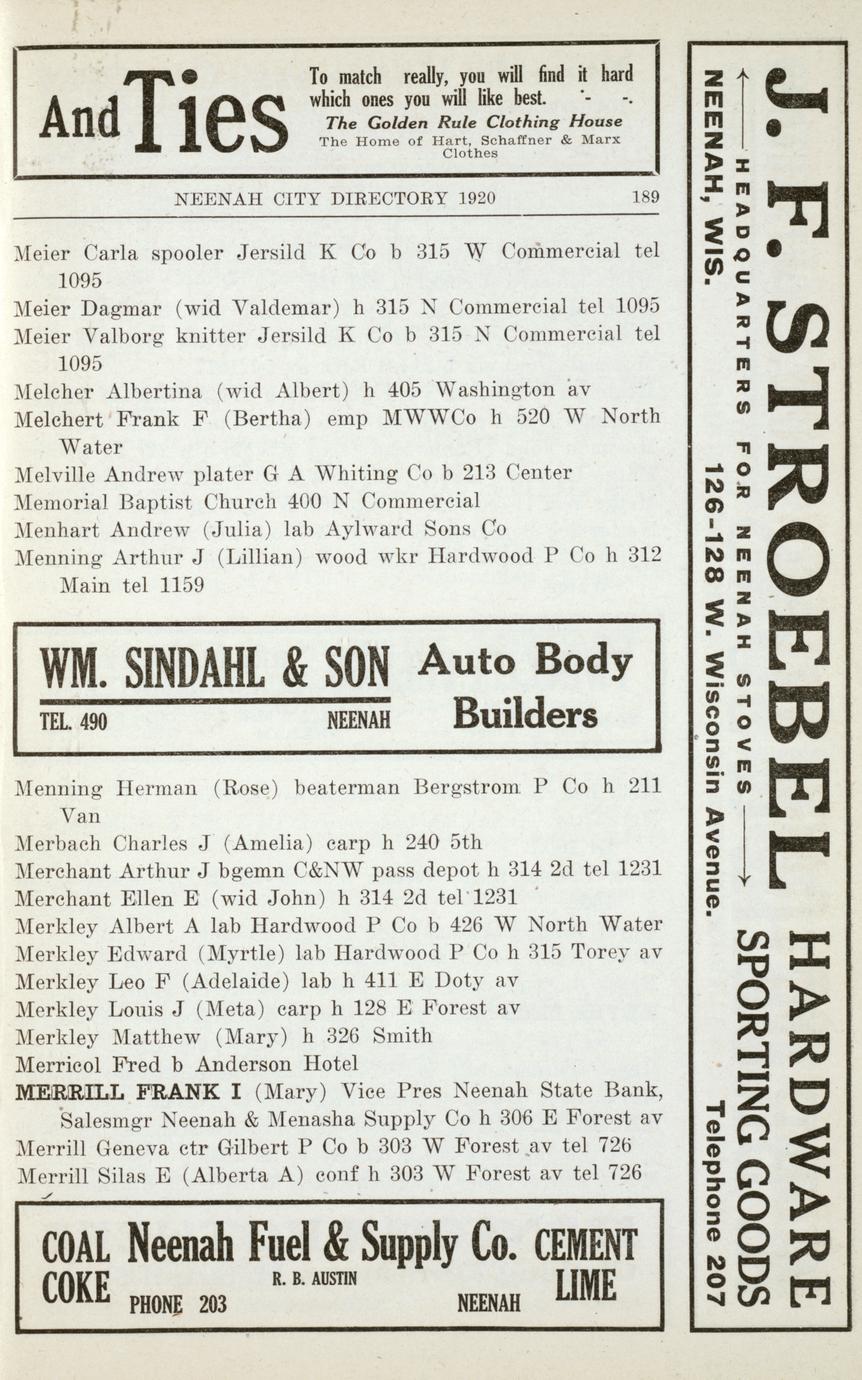 And Ties
To match really, you will find it hard
which ones you will like best.
The Golden Rule Clothing House
The Home of Hart, Schaffner & Marx
Clothes
NEENAH CITY DIRECTORY 1920 189
Meier Carla spooler Jersild K Co b 315 W Commercial tel
1095
Meier Dagmar (wid Valdemar) h 315 N Commercial tel 1095
Meier Valborg knitter Jersild K Co b 315 N Commercial tel
1095
Melcher Albertina (wid Albert) h 405 Washington av
Melchert Frank F (Bertha) emp MWWCo h 520 W North
Water
Melville Andrew plater G A Whiting Co b 213 Center
Memorial Baptist Church 400 N Commercial
Menhart Andrew (Julia) lab Aylward Sons Co
Menning Arthur J (Lillian) wood wkr Hardwood P Co h 312
Main tel 1159
WM. SINDAHL & SON Auto Body
TEL. 490 NEENAH Builders
Menning Herman (Rose) beaterman Bergstrom P Co h 211
Van
Merbach Charles J (Amelia) carp h 240 5th
Merchant Arthur J bgemn C&NW pass depot h 314 2d tel 1231
Merchant Ellen E (wid John) h 314 2d tel 1231
Merkley Albert A lab Hardwood P Co b 426 W North Water
Merkley Edward (Myrtle) lab Hardwood P Co h 315 Torey av
Merkley Leo F (Adelaide) lab h 411 E Doty av
Merkley Louis J (Meta) carp h 128 E Forest av
Merkley Matthew (Mary) h 326 Smith
Merricol Fred b Anderson Hotel
MERRILL FRANK I (Mary) Vice Pres Neenah State Bank,
Salesmgr Neenah & Menasha Supply Co h 306 E Forest av
Merrill Geneva ctr Gilbert P Co b 303 W Forest av tel 726
Merrill Silas E (Alberta A) conf h 303 W Forest av tel 726
COAL Neenah Fuel & Supply Co. CEMENT
COKE R. B. AUSTIN LIME
PHONE 203 NEENAH
J. F. STROEBEL HARDWARE
HEADQUARTERS FOR NEENAH STOVES SPORTING GOODS
NEENAH, WIS. 126-128 W. Wisconsin Avenue. Telephone 207